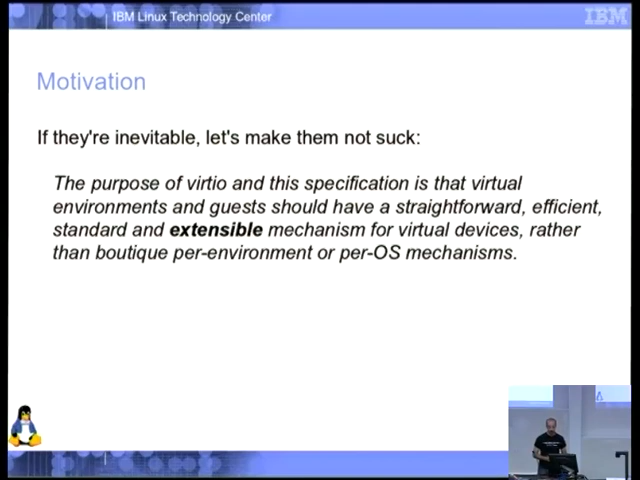 IBM Linux Technology Center
IBM
Motivation
If they're inevitable, let's make them not suck:
The purpose of virtio and this specification is that virtual
environments and guests should have a straightforward, efficient,
standard and extensible mechanism for virtual devices, rather
than boutique per-environment or per-OS mechanisms.